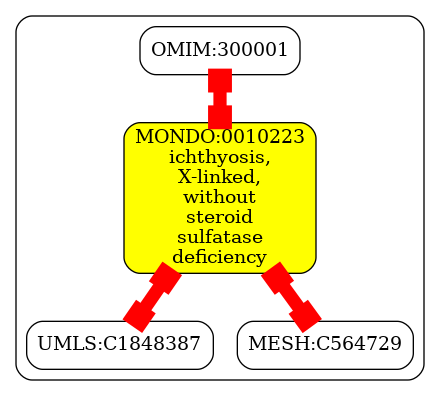 OMIM:300001
MONDO:0010223
ichthyosis,
X-linked,
without
steroid
sulfatase
deficiency
UMLS:C1848387
MESH:C564729